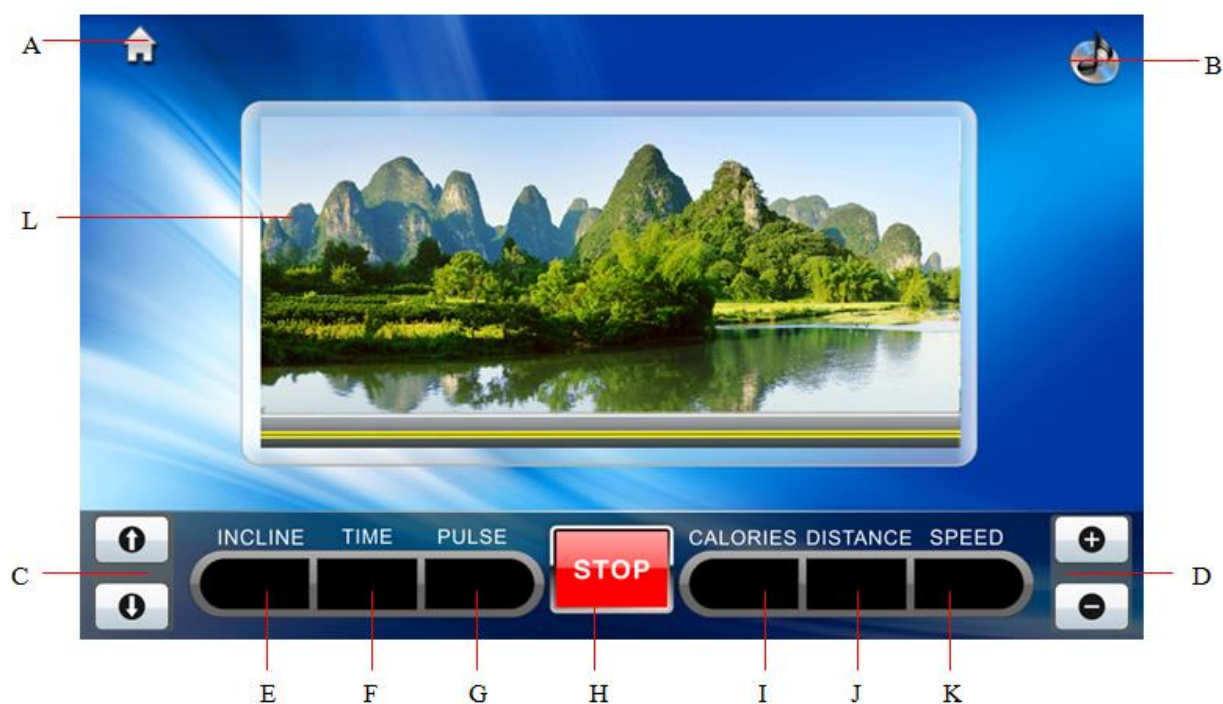 A
B
L
INCLINE TIME PULSE CALORIES DISTANCE SPEED
STOP
C
D
E F G H I J K